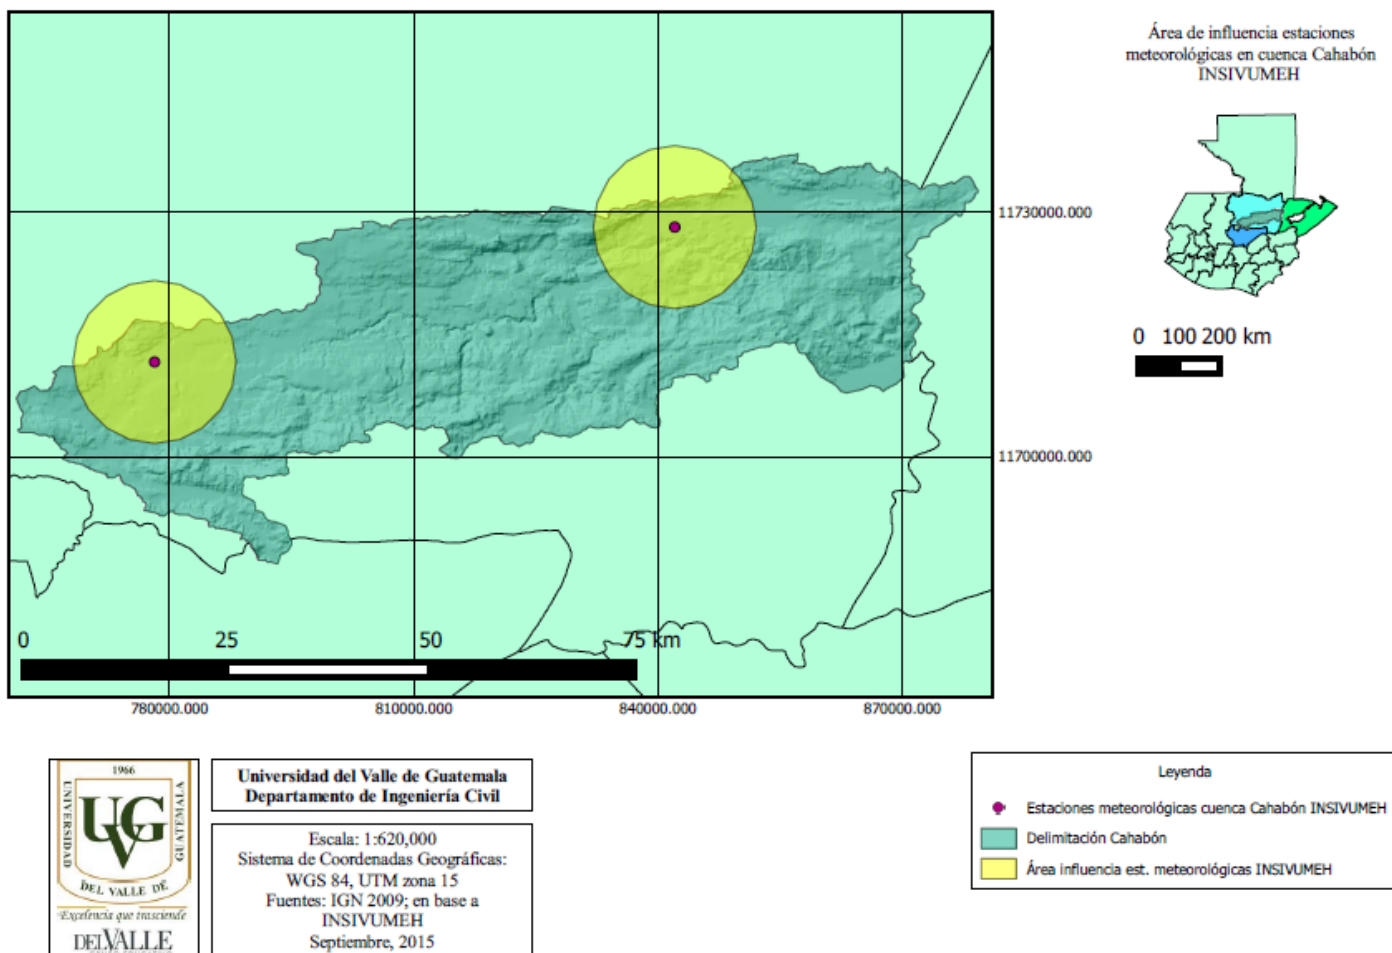 Área de influencia estaciones
meteorológicas en cuenca Cahabón
INSIVUMEH
0 100 200 km
11730000.000
11700000.000
0 25 50 75 km
780000.000 810000.000 840000.000 870000.000
1966
UNIVERSIDAD
UVG
GUATEMALA
DEL VALLE DE
Excelencia que trasciende
DEL VALLE
Universidad del Valle de Guatemala
Departamento de Ingeniería Civil
Escala: 1:620,000
Sistema de Coordenadas Geográficas:
WGS 84, UTM zona 15
Fuentes: IGN 2009; en base a
INSIVUMEH
Septiembre, 2015
Leyenda
Estaciones meteorológicas cuenca Cahabón INSIVUMEH
Delimitación Cahabón
Área influencia est. meteorológicas INSIVUMEH